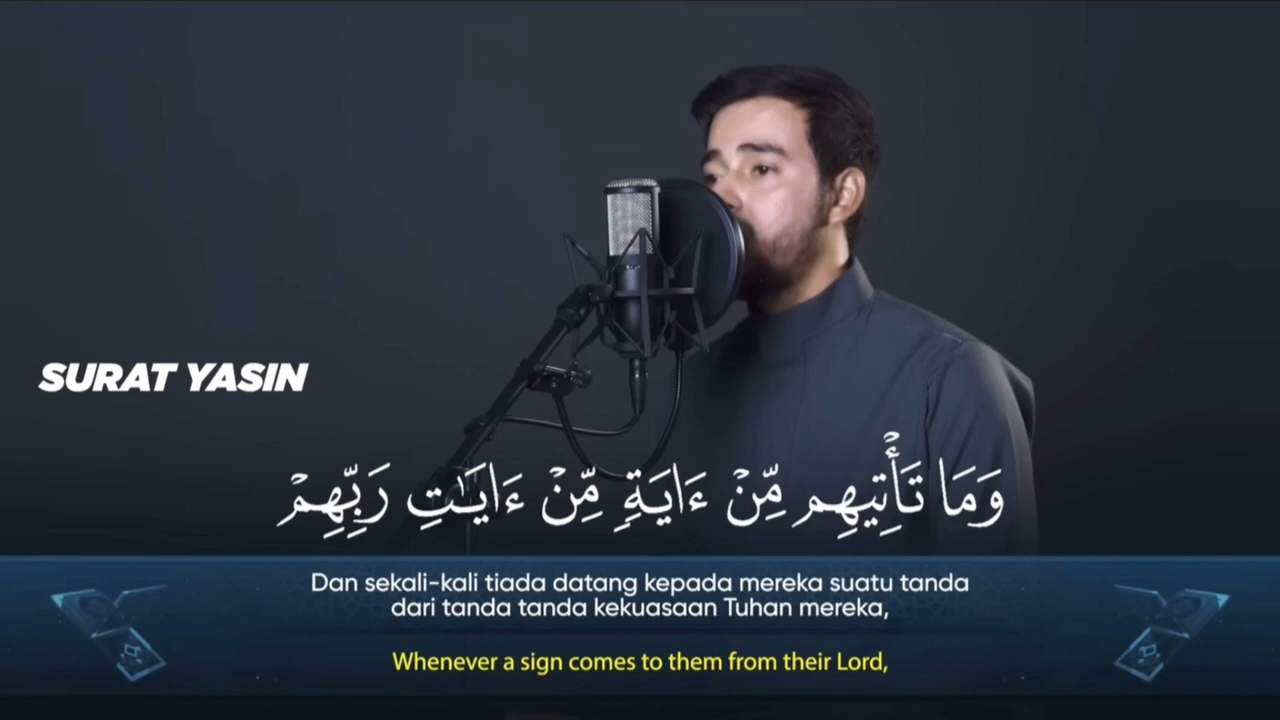 SURAT YASIN
وَمَا تَأْتِيهِم مِّنْ ءَايَةٍ مِّنْ ءَايَـٰتِ رَبِّهِمْ
Dan sekali-kali tiada datang kepada mereka suatu tanda
dari tanda tanda kekuasaan Tuhan mereka,
Whenever a sign comes to them from their Lord,